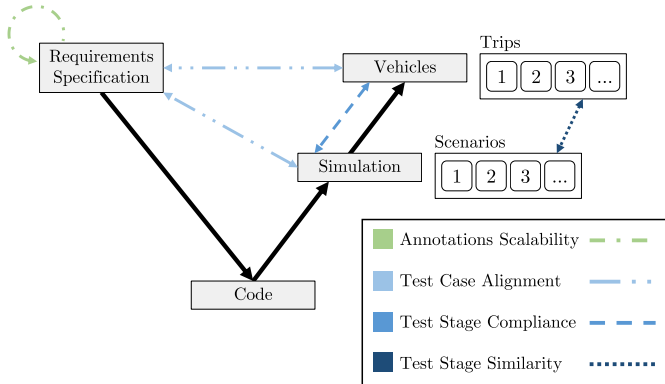 Requirements
Specification
Vehicles
Trips
1 2 3 ...
Scenarios
1 2 3 ...
Simulation
Code
Annotations Scalability
Test Case Alignment
Test Stage Compliance
Test Stage Similarity